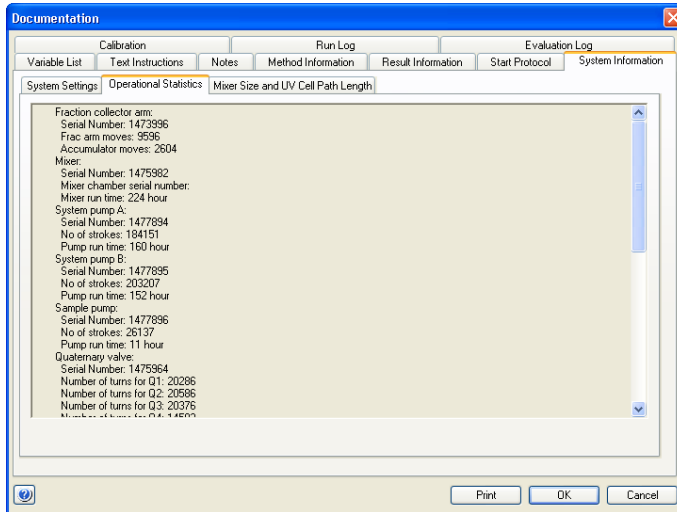 Documentation
Calibration Run Log Evaluation Log
Variable List Text Instructions Notes Method Information Result Information Start Protocol System Information
System Settings Operational Statistics Mixer Size and UV Cell Path Length
Fraction collector arm:
Serial Number: 1473996
Frac arm moves: 9596
Accumulator moves: 2604
Mixer:
Serial Number: 1475982
Mixer chamber serial number:
Mixer run time: 224 hour
System pump A:
Serial Number: 1477894
No of strokes: 184151
Pump run time: 160 hour
System pump B:
Serial Number: 1477895
No of strokes: 203207
Pump run time: 152 hour
Sample pump:
Serial Number: 1477896
No of strokes: 26137
Pump run time: 11 hour
Quaternary valve:
Serial Number: 1475964
Number of turns for Q1: 20286
Number of turns for Q2: 20586
Number of turns for Q3: 20376
Number of turns for Q4:
Print OK Cancel